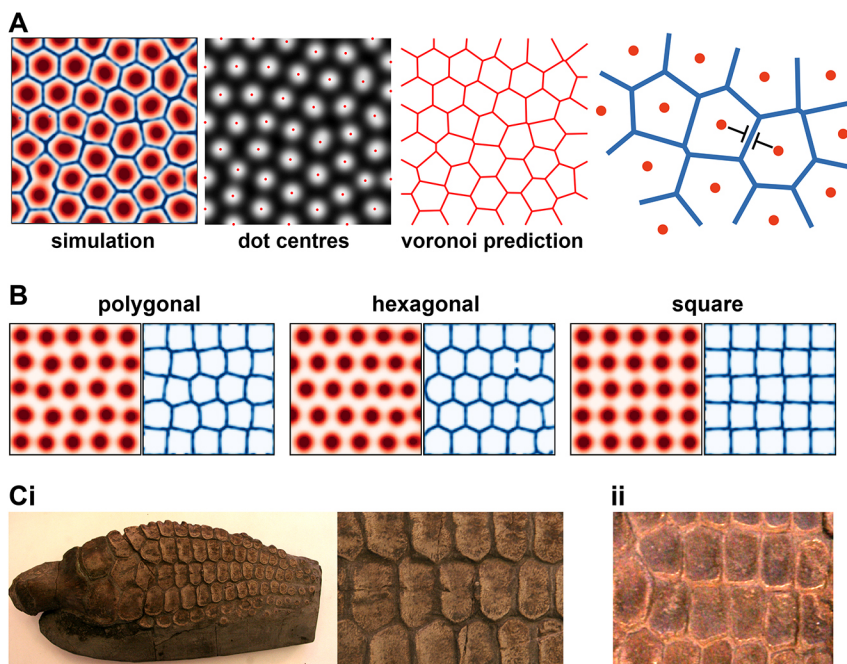 A
simulation
dot centres
voronoi prediction
B
polygonal
hexagonal
square
Ci
ii